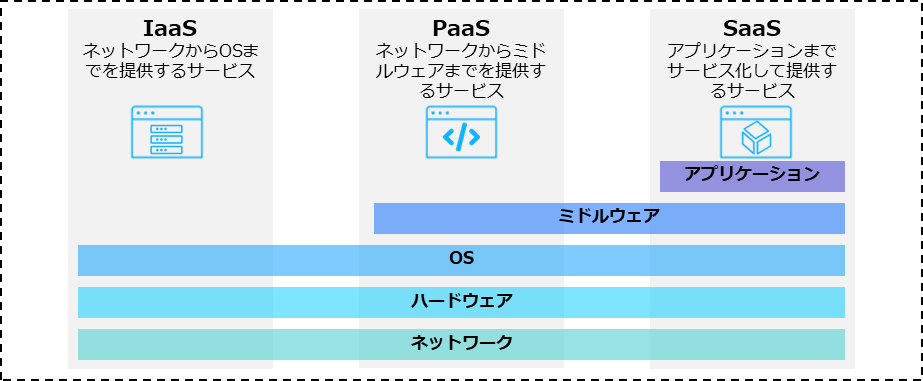 IaaS
ネットワークからOSま
でを提供するサービス
PaaS
ネットワークからミド
ルウェアまでを提供す
るサービス
SaaS
アプリケーションまで
サービス化して提供す
るサービス
アプリケーション
ミドルウェア
OS
ハードウェア
ネットワーク